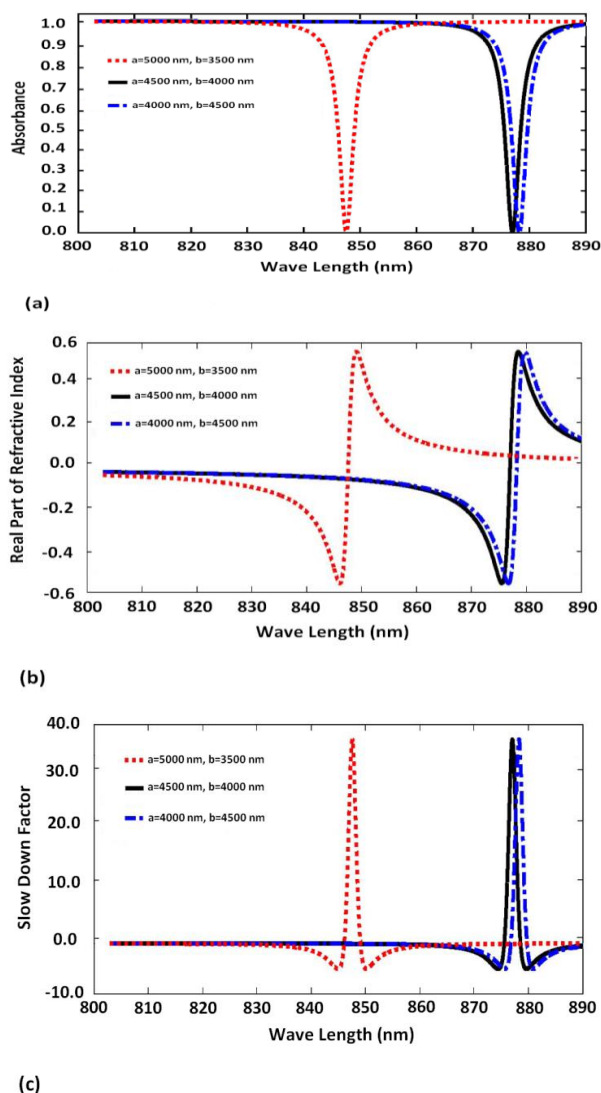 1.0
0.9
0.8
0.7
0.6
0.5
0.4
0.3
0.2
0.1
0.0
Absorbance
a=5000 nm, b=3500 nm
a=4500 nm, b=4000 nm
a=4000 nm, b=4500 nm
800 810 820 830 840 850 860 870 880 890
Wave Length (nm)
(a)
0.6
0.4
0.2
0.0
-0.2
-0.4
-0.6
Real Part of Refractive Index
a=5000 nm, b=3500 nm
a=4500 nm, b=4000 nm
a=4000 nm, b=4500 nm
800 810 820 830 840 850 860 870 880 890
Wave Length (nm)
(b)
40.0
30.0
20.0
10.0
0.0
-10.0
Slow Down Factor
a=5000 nm, b=3500 nm
a=4500 nm, b=4000 nm
a=4000 nm, b=4500 nm
800 810 820 830 840 850 860 870 880 890
Wave Length (nm)
(c)